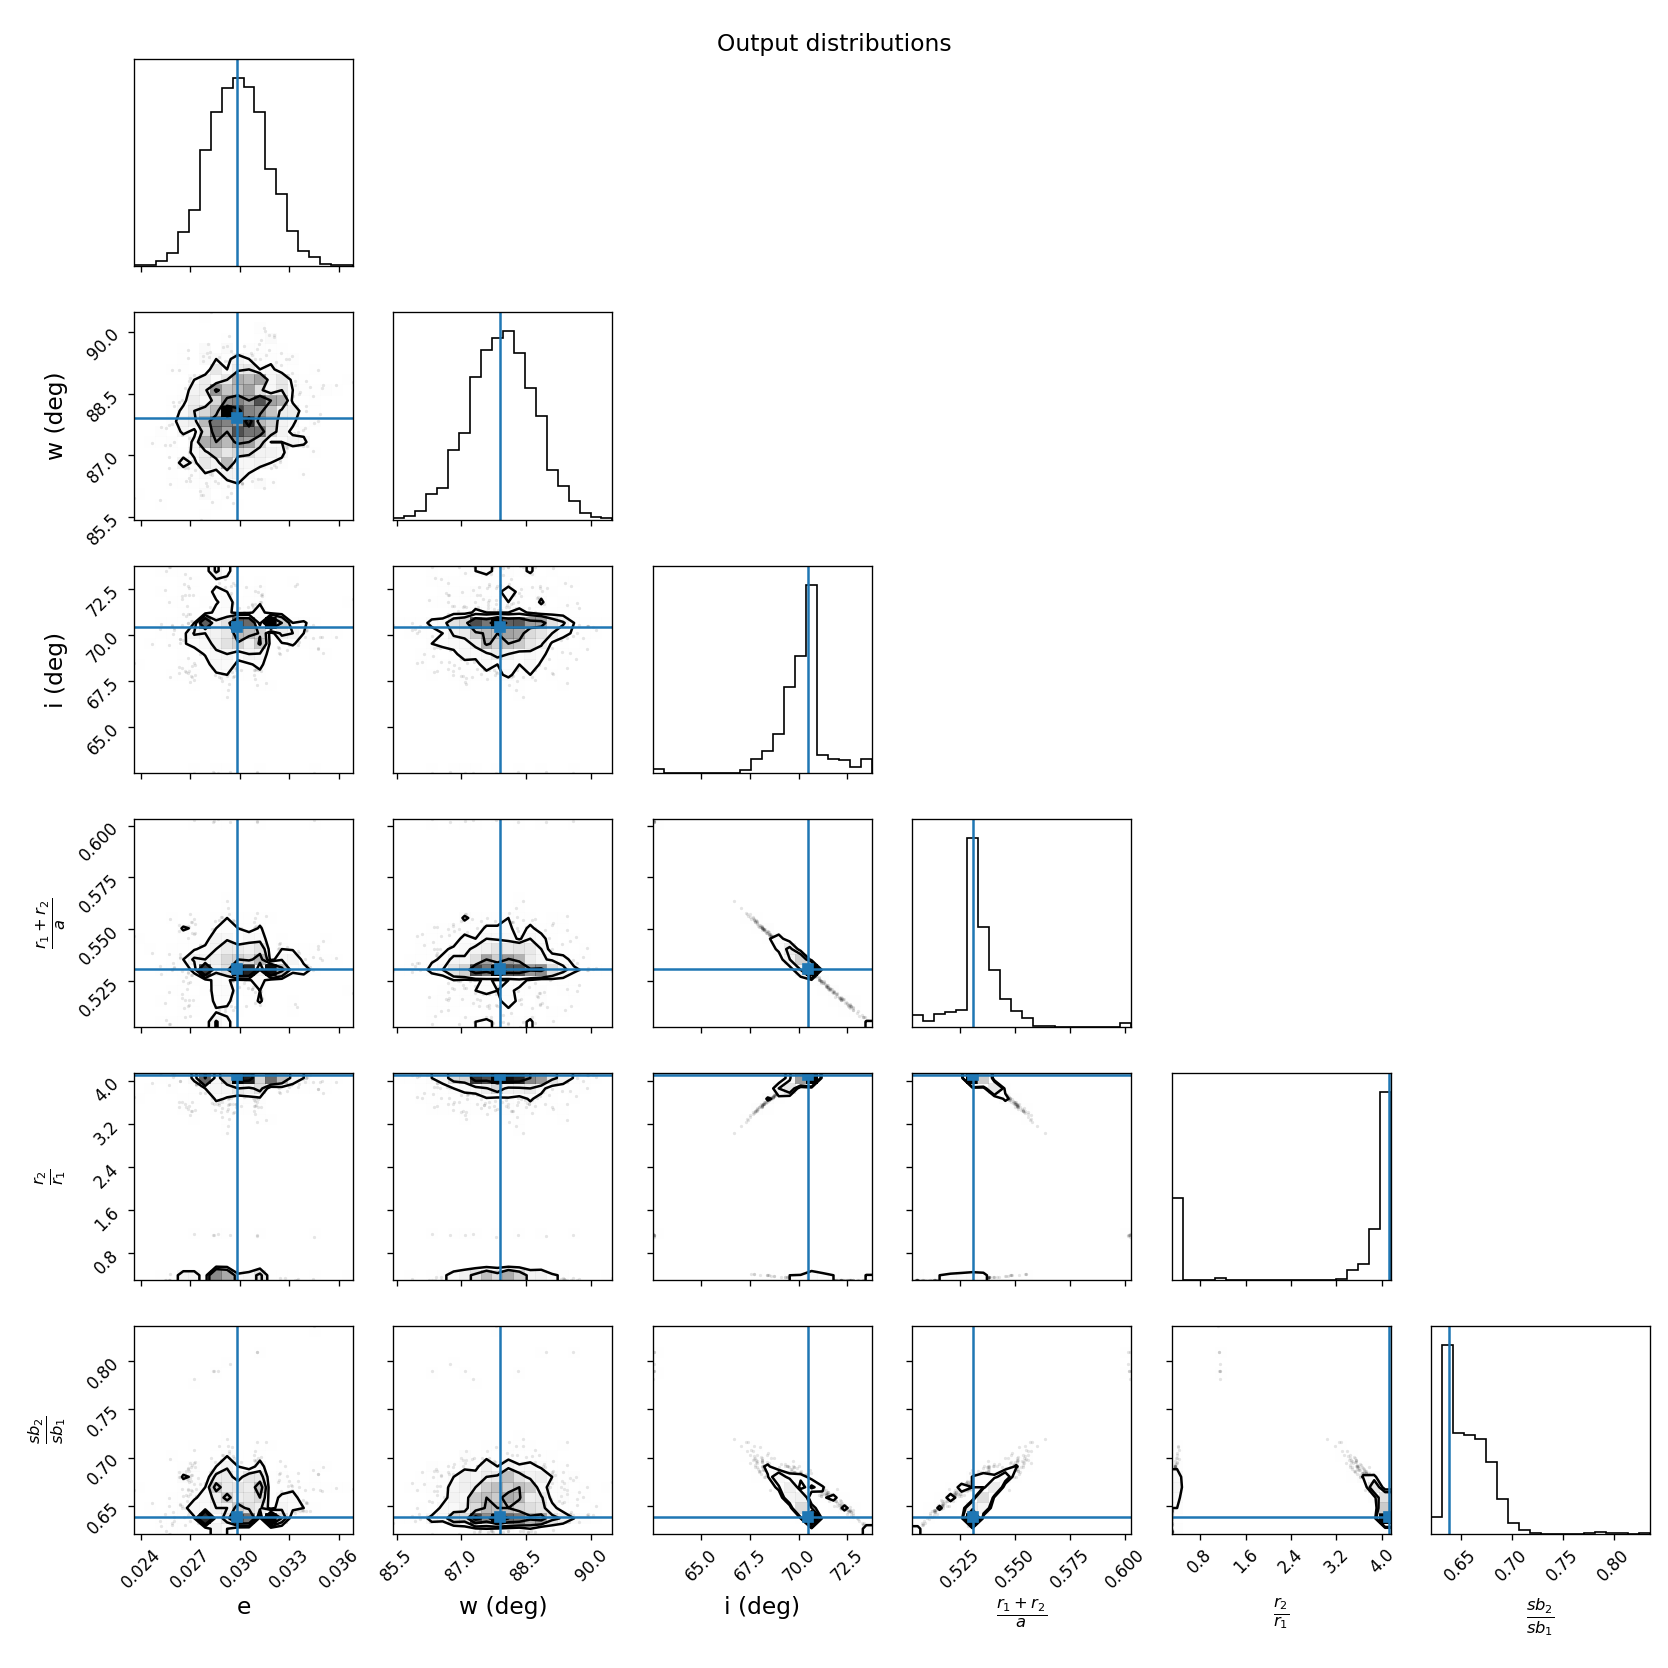 Output distributions
w (deg)
90.0
88.5
87.0
85.5
i (deg)
72.5
70.0
67.5
65.0
r₁ + r₂
a
0.600
0.575
0.550
0.525
r₂
r₁
4.0
3.2
2.4
1.6
0.8
sb₂
sb₁
0.80
0.75
0.70
0.65
0.024 0.027 0.030 0.033 0.036 85.5 87.0 88.5 90.0 65.0 67.5 70.0 72.5 0.525 0.550 0.575 0.600 0.8 1.6 2.4 3.2 4.0 0.65 0.70 0.75 0.80
e w (deg) i (deg)
r₁ + r₂
a
r₂
r₁
sb₂
sb₁